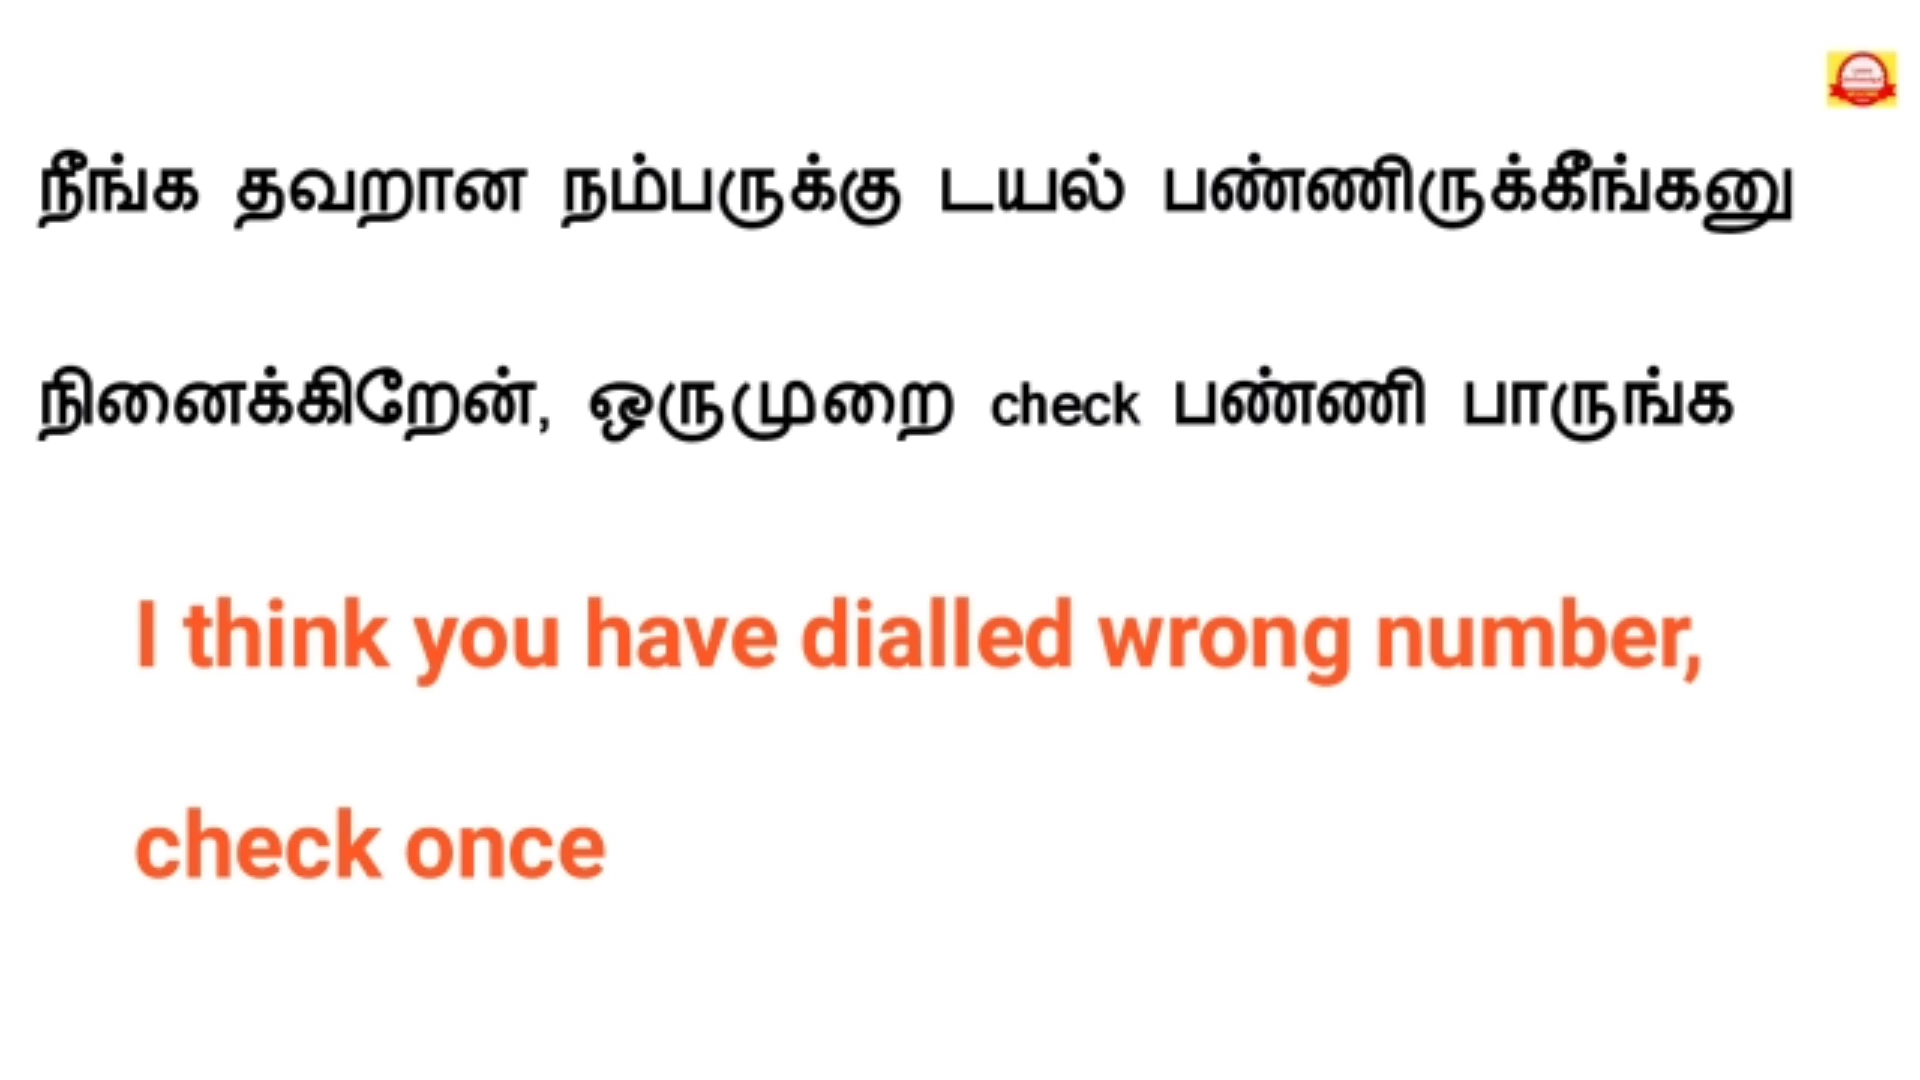 நீங்க தவறான நம்பருக்கு டயல் பண்ணிருக்கீங்கனு
நினைக்கிறேன், ஒருமுறை check பண்ணி பாருங்க
I think you have dialled wrong number,
check once